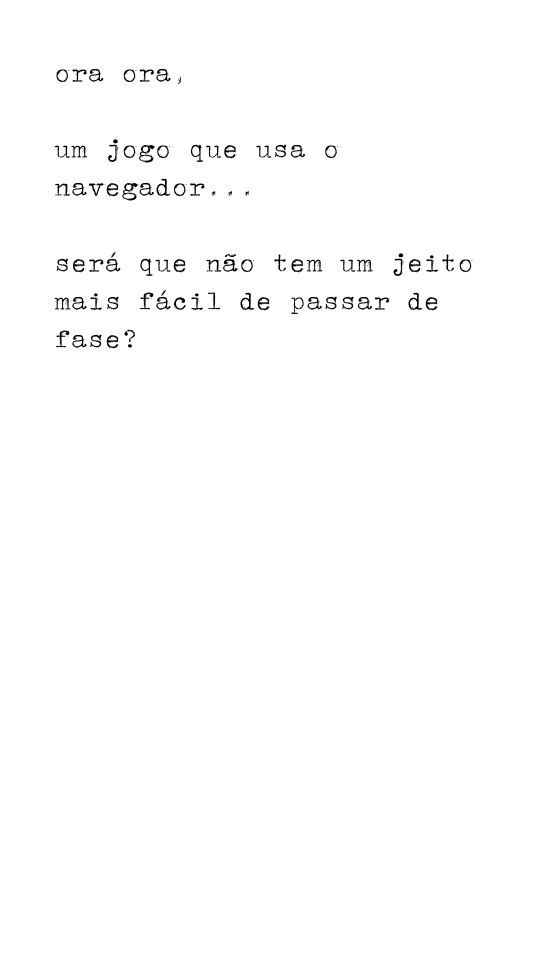 ora ora,
um jogo que usa o
navegador...
será que não tem um jeito
mais fácil de passar de
fase?